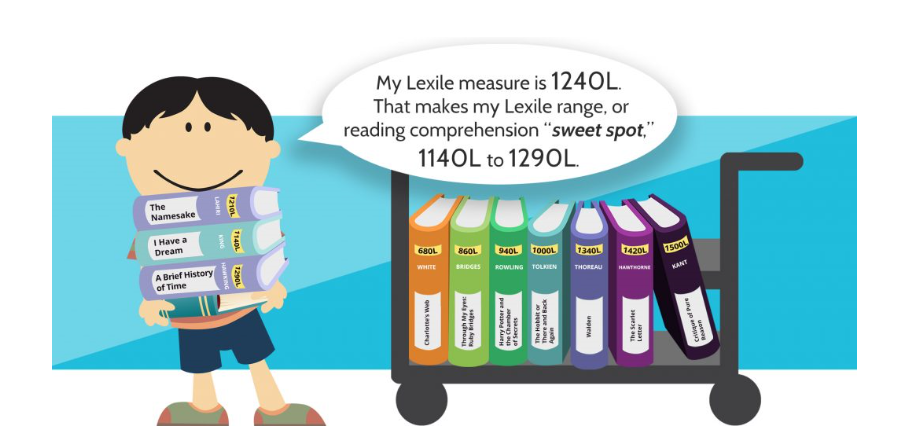 My Lexile measure is 1240L.
That makes my Lexile range, or
reading comprehension “sweet spot,”
1140L to 1290L.
The
Namesake
LAHIRI
1210L
I Have a
Dream
KING
1140L
A Brief History
of Time
HAWKING
1290L
680L
WHITE
Charlotte's Web
860L
BRIDGES
Through My Eyes:
Ruby Bridges
940L
ROWLING
Harry Potter and
the Chamber
of Secrets
1000L
TOLKIEN
The Hobbit or
There and Back
Again
1340L
THOREAU
Walden
1420L
HAWTHORNE
The Scarlet
Letter
1500L
KANT
Critique of Pure
Reason